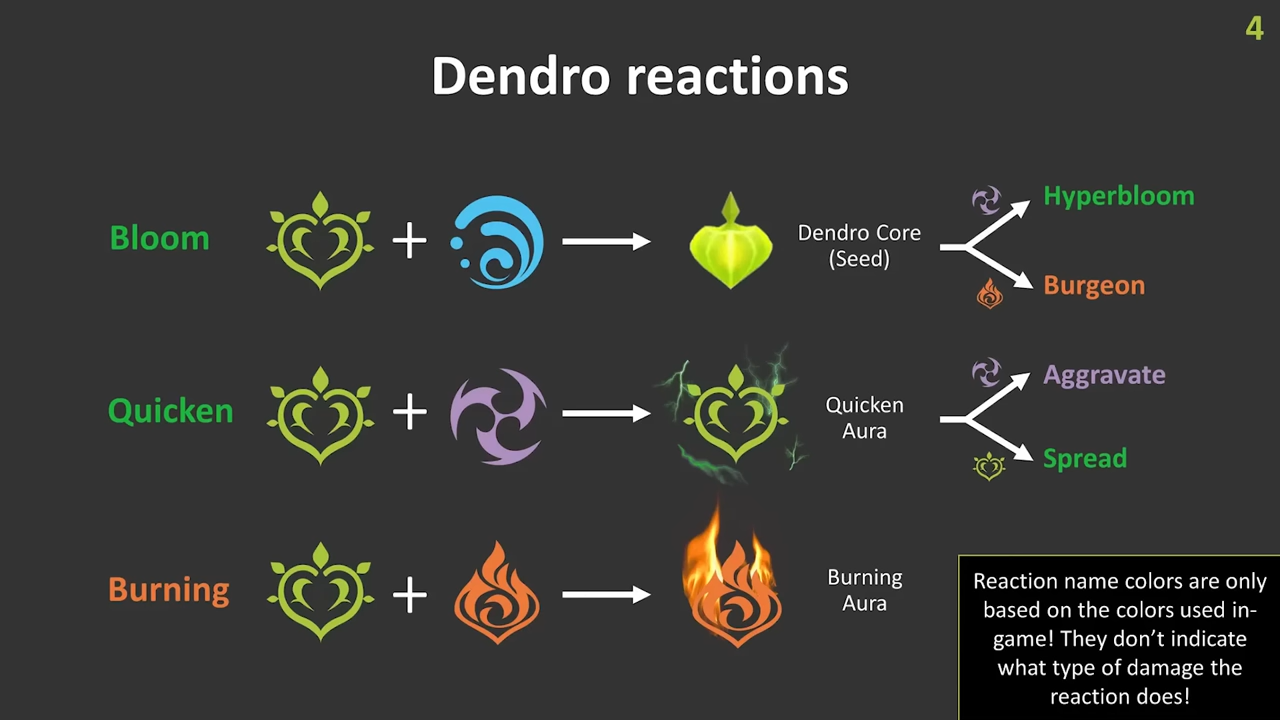 4
Dendro reactions
Bloom
Dendro Core
(Seed)
Hyperbloom
Burgeon
Quicken
Quicken
Aura
Aggravate
Spread
Burning
Burning
Aura
Reaction name colors are only
based on the colors used in-
game! They don’t indicate
what type of damage the
reaction does!